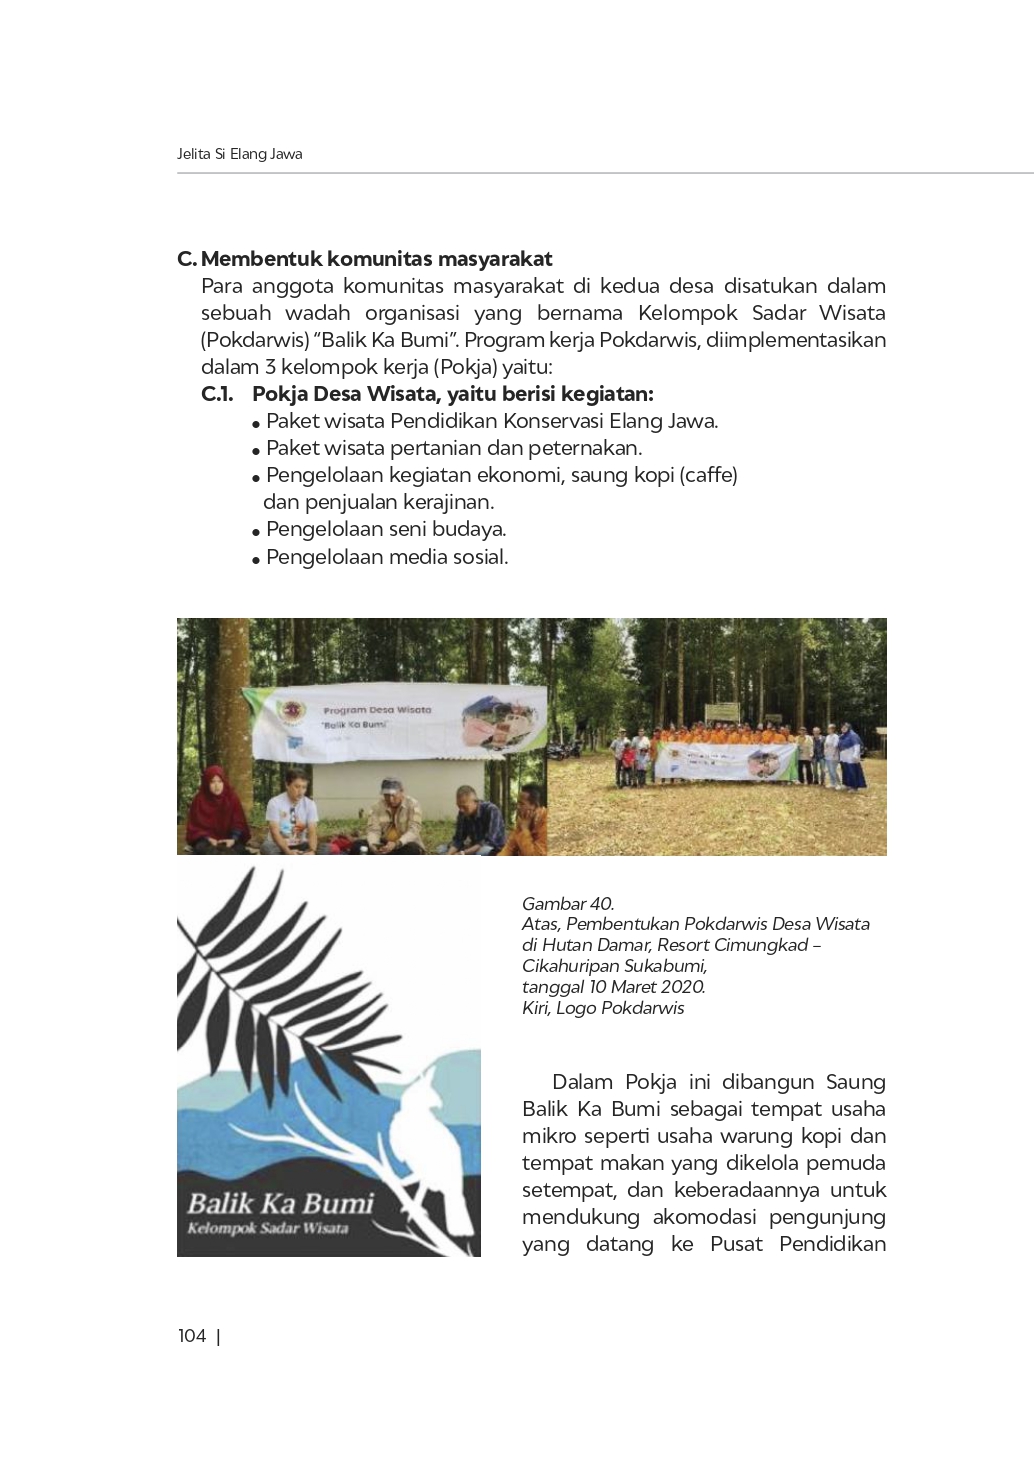 Jelita Si Elang Jawa
C. Membentuk komunitas masyarakat
Para anggota komunitas masyarakat di kedua desa disatukan dalam
sebuah wadah organisasi yang bernama Kelompok Sadar Wisata
(Pokdarwis) “Balik Ka Bumi”. Program kerja Pokdarwis, diimplementasikan
dalam 3 kelompok kerja (Pokja) yaitu:
C.1. Pokja Desa Wisata, yaitu berisi kegiatan:
● Paket wisata Pendidikan Konservasi Elang Jawa.
● Paket wisata pertanian dan peternakan.
● Pengelolaan kegiatan ekonomi, saung kopi (caffe)
dan penjualan kerajinan.
● Pengelolaan seni budaya.
● Pengelolaan media sosial.
Program Desa Wisata
"Balik Ka Bumi"
Balik Ka Bumi
Kelompok Sadar Wisata
Gambar 40.
Atas, Pembentukan Pokdarwis Desa Wisata
di Hutan Damar, Resort Cimungkad –
Cikahuripan Sukabumi,
tanggal 10 Maret 2020.
Kiri, Logo Pokdarwis
Dalam Pokja ini dibangun Saung
Balik Ka Bumi sebagai tempat usaha
mikro seperti usaha warung kopi dan
tempat makan yang dikelola pemuda
setempat, dan keberadaannya untuk
mendukung akomodasi pengunjung
yang datang ke Pusat Pendidikan
104 |